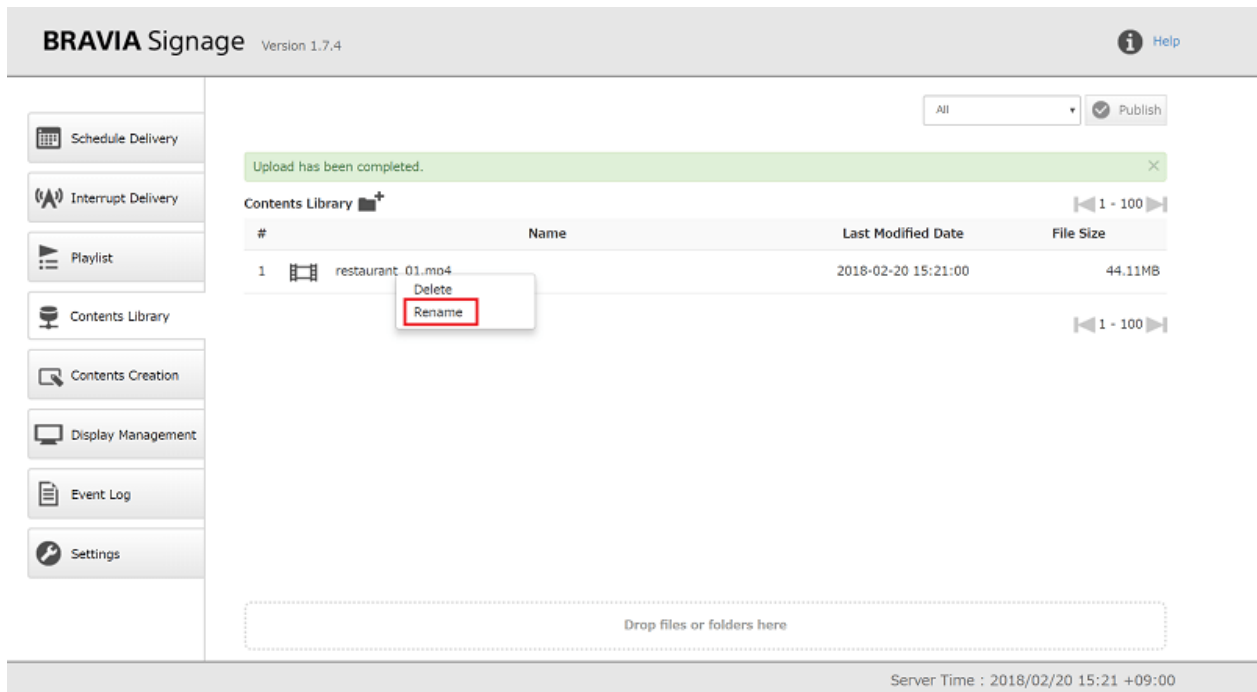 BRAVIA Signage Version 1.7.4
Help
All
Publish
Schedule Delivery
Interrupt Delivery
Playlist
Contents Library
Contents Creation
Display Management
Event Log
Settings
Upload has been completed.
Contents Library
1 - 100
# Name Last Modified Date File Size
1 restaurant_01.mp4 2018-02-20 15:21:00 44.11MB
Delete
Rename
1 - 100
Drop files or folders here
Server Time : 2018/02/20 15:21 +09:00